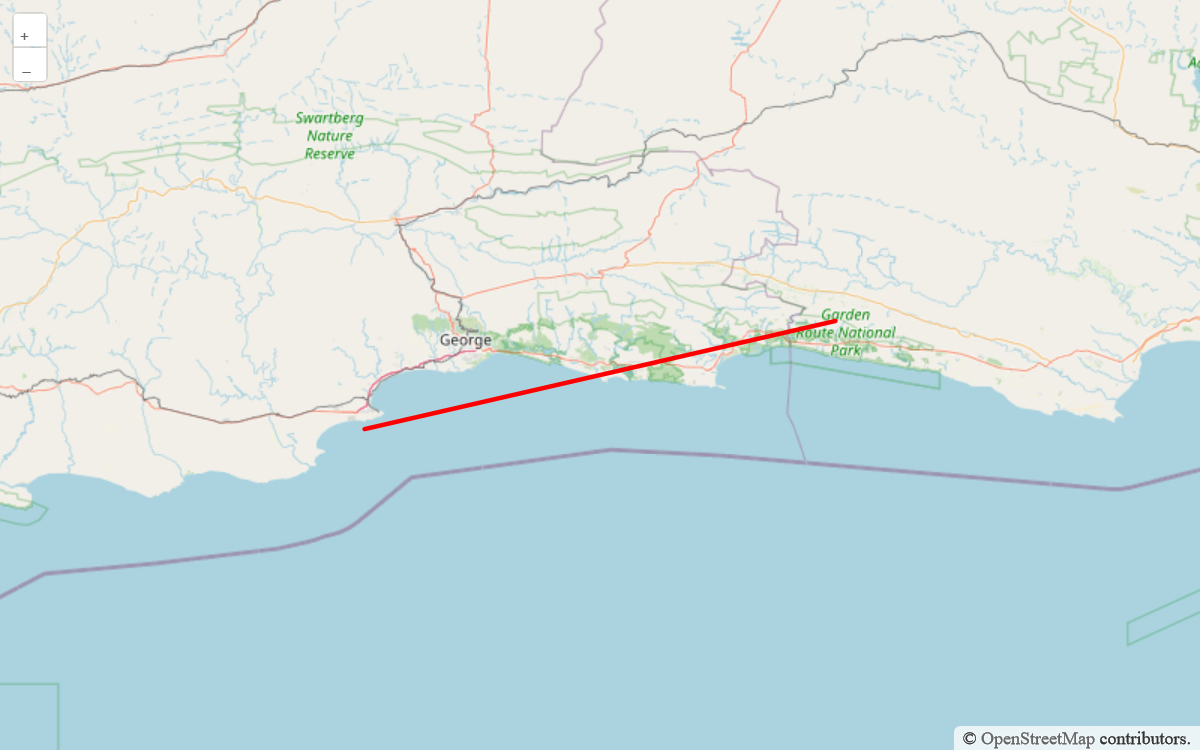 +
−
Swartberg
Nature
Reserve
George
Garden
Route National
Park
© OpenStreetMap contributors.